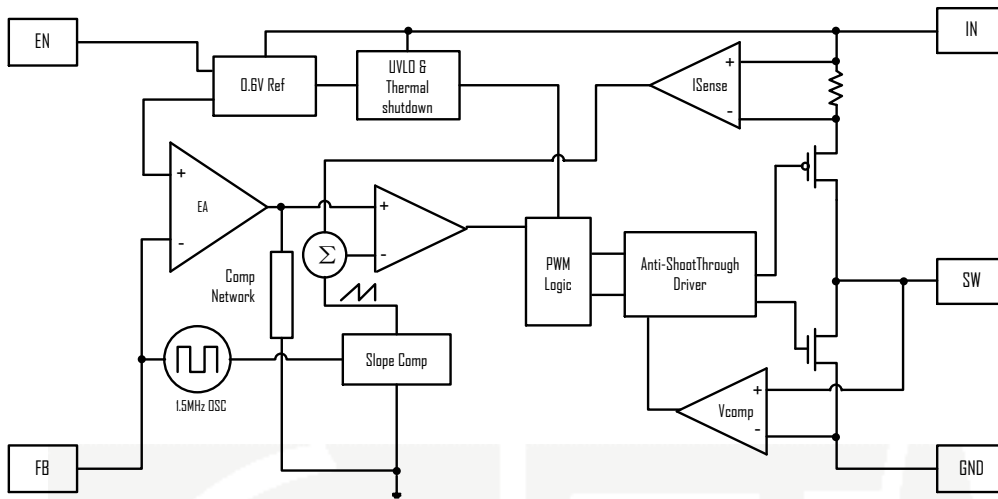 EN
IN
0.6V Ref
UVLO &
Thermal
shutdown
+
ISense
-
+
EA
-
+
-
Σ
Comp
Network
PWM
Logic
Anti-ShootThrough
Driver
SW
Slope Comp
1.5MHz OSC
+
Vcomp
-
FB
GND